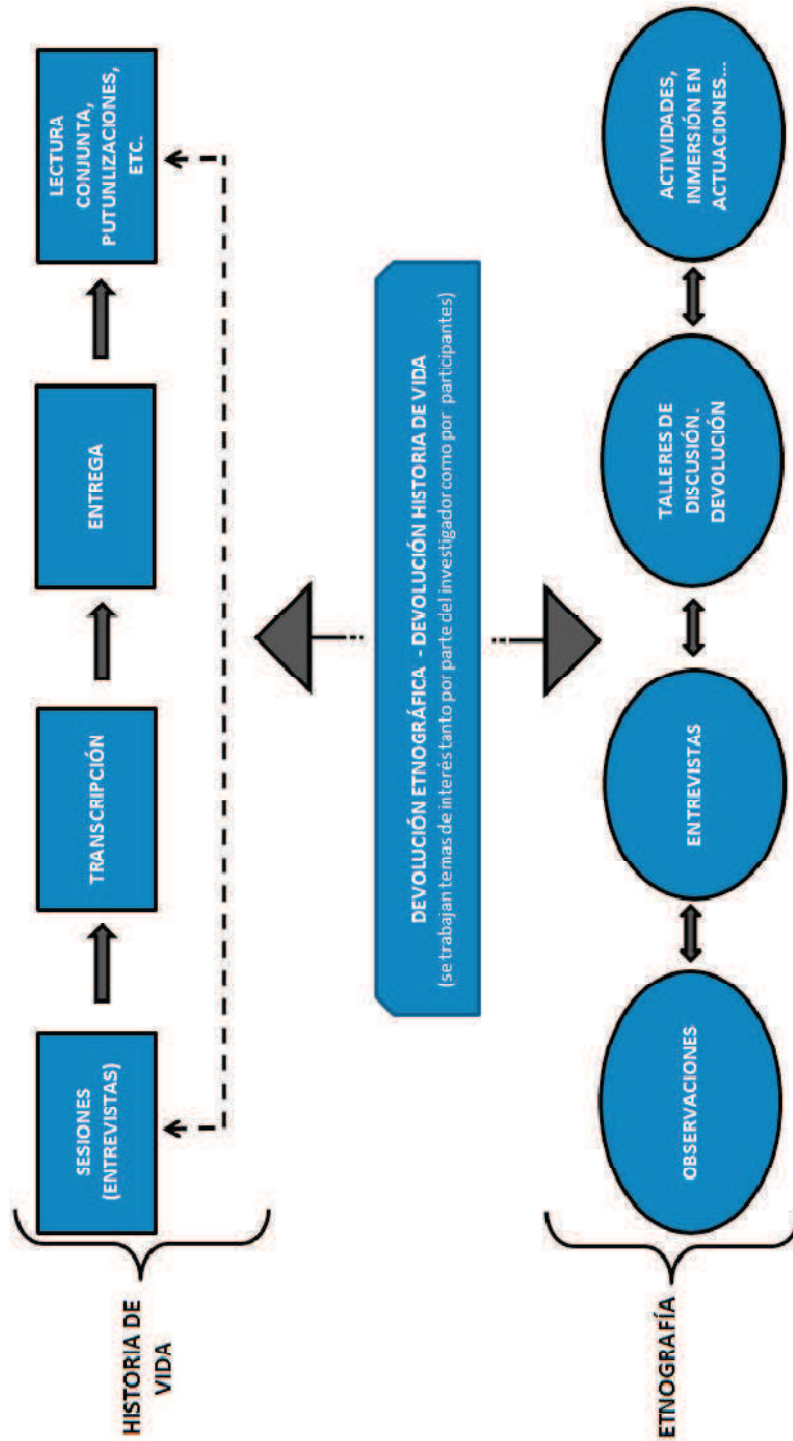 HISTORIA DE
VIDA
SESIONES
(ENTREVISTAS)
TRANSCRIPCIÓN
ENTREGA
LECTURA
CONJUNTA,
PUTUNLIZACIONES,
ETC.
DEVOLUCIÓN ETNOGRÁFICA - DEVOLUCIÓN HISTORIA DE VIDA
(se trabajan temas de interés tanto por parte del investigador como por participantes)
ETNOGRAFÍA
OBSERVACIONES
ENTREVISTAS
TALLERES DE
DISCUSIÓN.
DEVOLUCIÓN
ACTIVIDADES,
INMERSIÓN EN
ACTUACIONES...